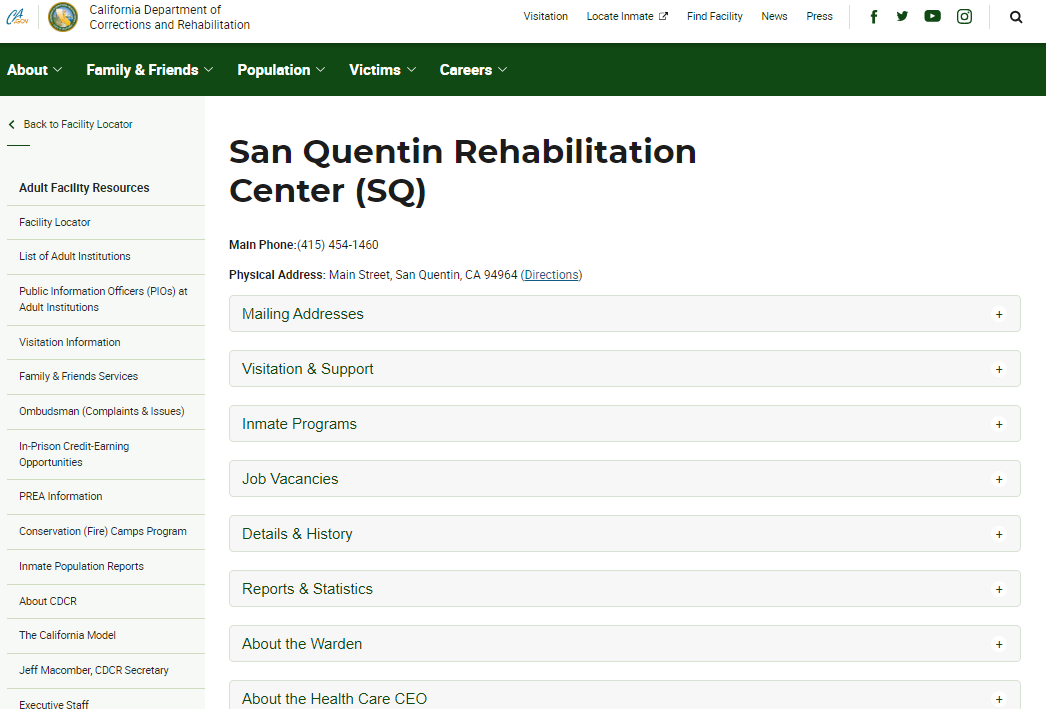 CA.GOV
California Department of
Corrections and Rehabilitation
Visitation Locate Inmate Find Facility News Press
About Family & Friends Population Victims Careers
Back to Facility Locator
Adult Facility Resources
Facility Locator
List of Adult Institutions
Public Information Officers (PIOs) at
Adult Institutions
Visitation Information
Family & Friends Services
Ombudsman (Complaints & Issues)
In-Prison Credit-Earning
Opportunities
PREA Information
Conservation (Fire) Camps Program
Inmate Population Reports
About CDCR
The California Model
Jeff Macomber, CDCR Secretary
Executive Staff
San Quentin Rehabilitation
Center (SQ)
Main Phone:(415) 454-1460
Physical Address: Main Street, San Quentin, CA 94964 (Directions)
Mailing Addresses +
Visitation & Support +
Inmate Programs +
Job Vacancies +
Details & History +
Reports & Statistics +
About the Warden +
About the Health Care CEO +